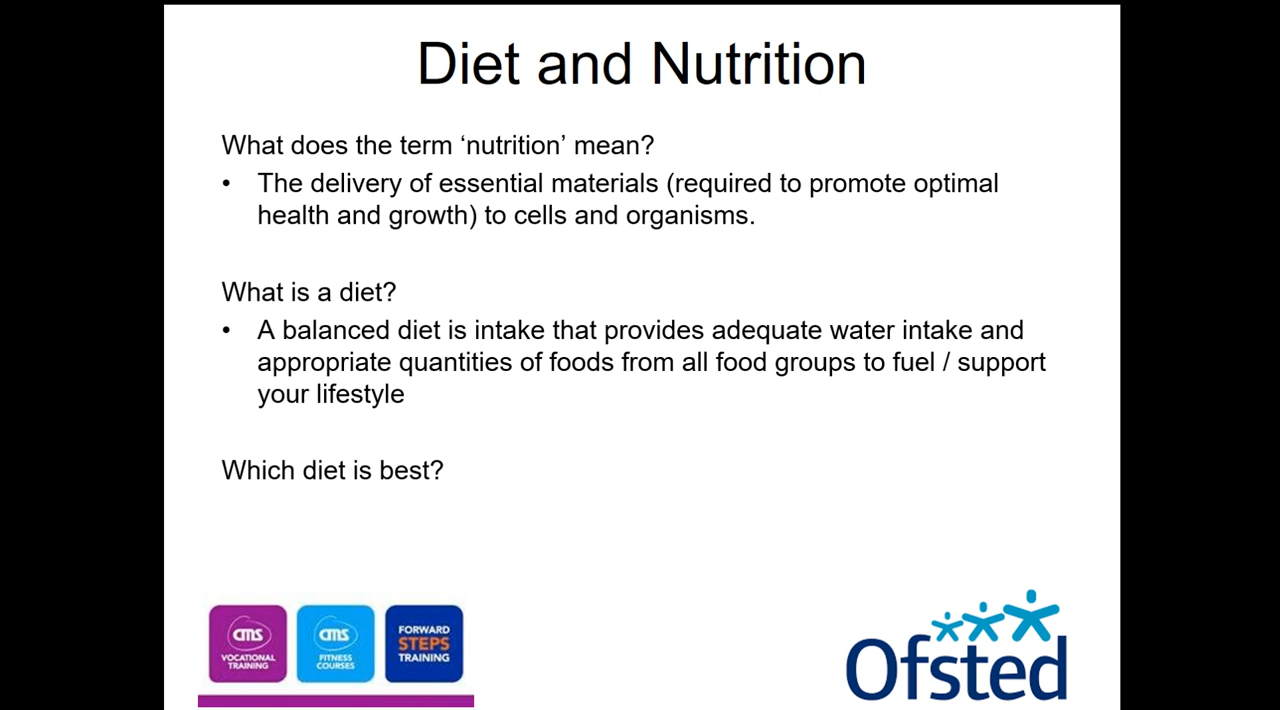 Diet and Nutrition
What does the term ‘nutrition’ mean?
• The delivery of essential materials (required to promote optimal
health and growth) to cells and organisms.
What is a diet?
• A balanced diet is intake that provides adequate water intake and
appropriate quantities of foods from all food groups to fuel / support
your lifestyle
Which diet is best?
cms
VOCATIONAL
TRAINING
cms
FITNESS
COURSES
FORWARD
STEPS
TRAINING
Ofsted